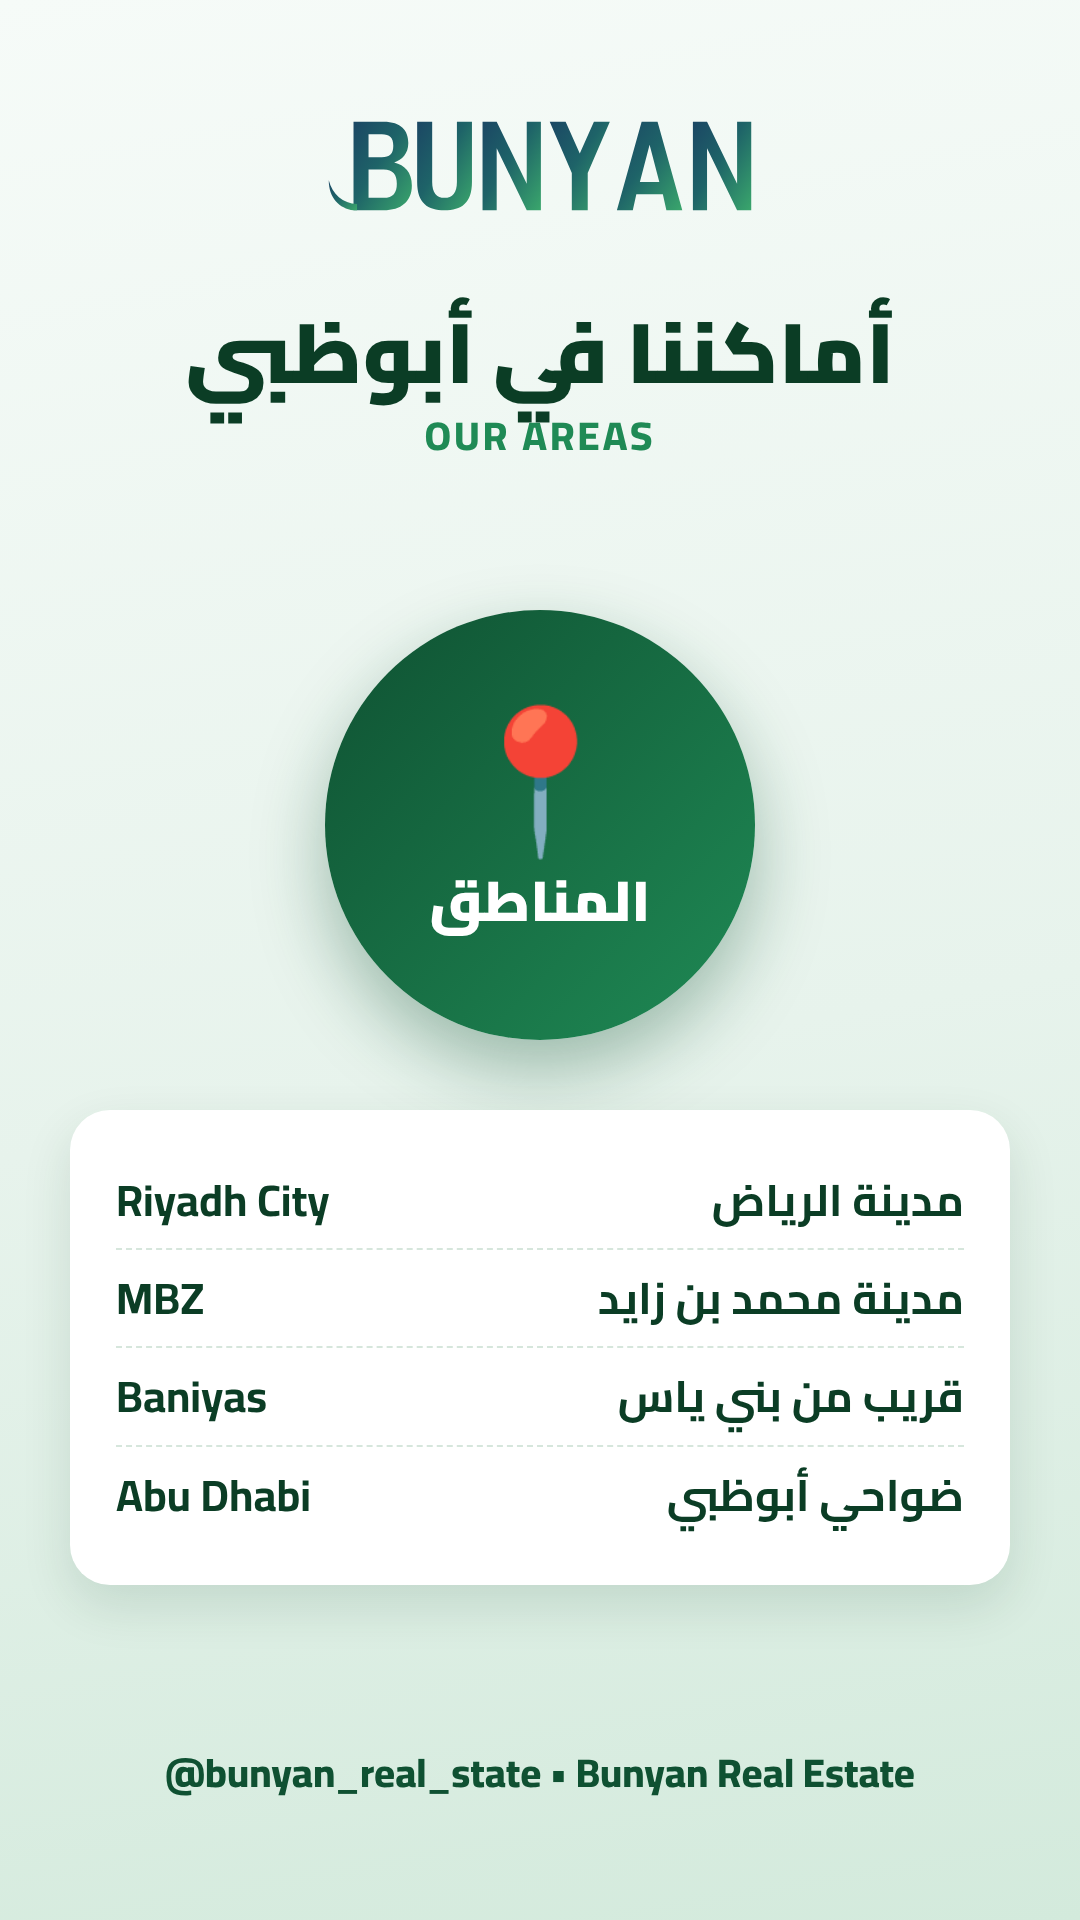 BUNYAN
أماكننا في أبوظبي
OUR AREAS
المناطق
مدينة الرياض Riyadh City
مدينة محمد بن زايد MBZ
قريب من بني ياس Baniyas
ضواحي أبوظبي Abu Dhabi
@bunyan_real_state ▪ Bunyan Real Estate